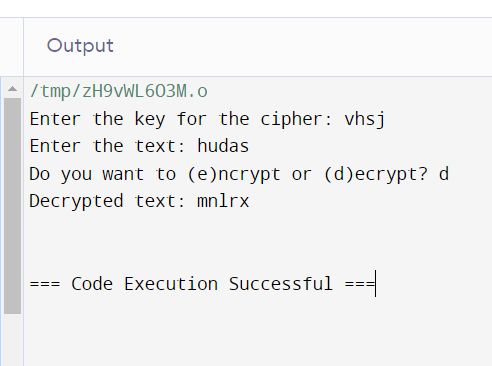 Output
/tmp/zH9vWL6O3M.o
Enter the key for the cipher: vhsj
Enter the text: hudas
Do you want to (e)ncrypt or (d)ecrypt? d
Decrypted text: mnlrx
=== Code Execution Successful ===